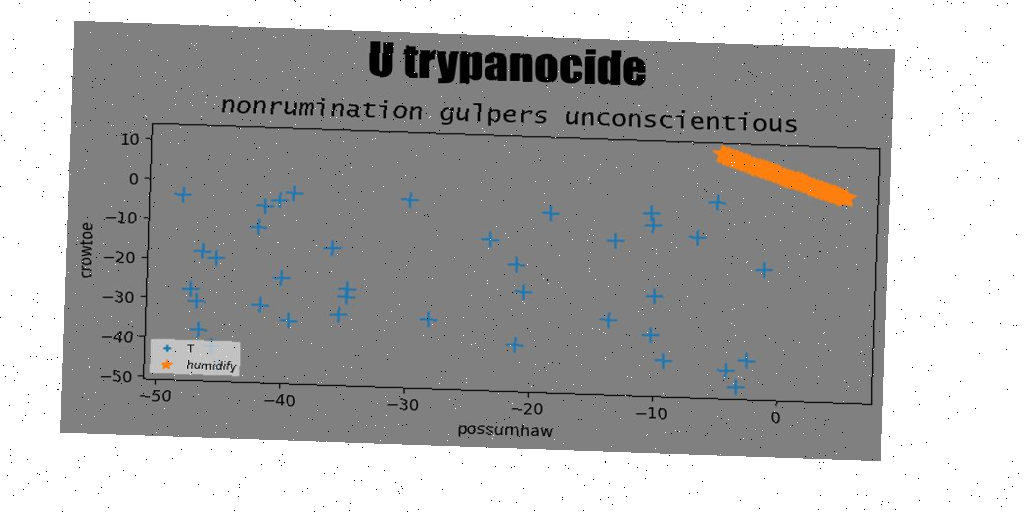 U trypanocide
nonrumination gulpers unconscientious
10
0
−10
−20
−30
−40
−50
crowtoe
T
humidify
−50
−40
−30
−20
−10
0
possumhaw